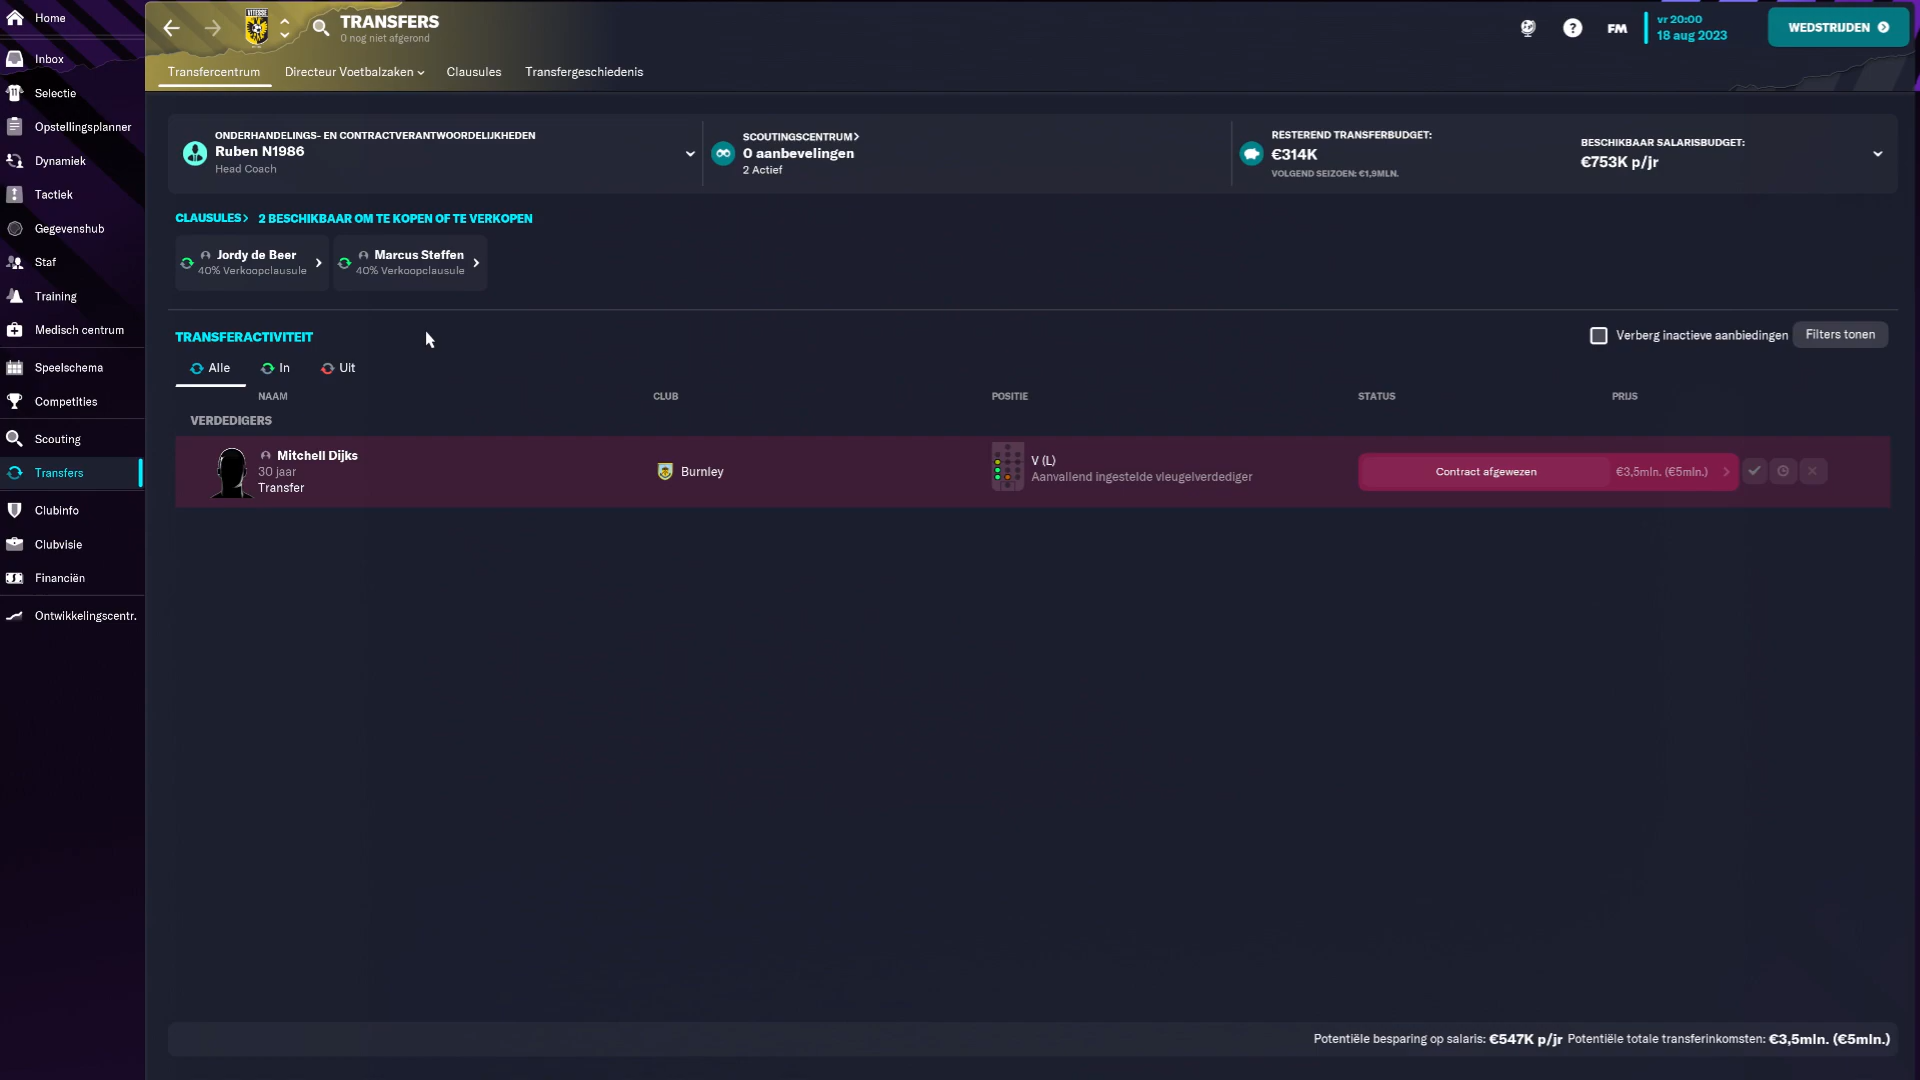 Home
Inbox
Selectie
Opstellingsplanner
Dynamiek
Tactiek
Gegevenshub
Staf
Training
Medisch centrum
Speelschema
Competities
Scouting
Transfers
Clubinfo
Clubvisie
Financiën
Ontwikkelingscentr.
VITESSE
TRANSFERS
0 nog niet afgerond
FM
vr 20:00
18 aug 2023
WEDSTRIJDEN
Transfercentrum
Directeur Voetbalzaken
Clausules
Transfergeschiedenis
ONDERHANDELINGS- EN CONTRACTVERANTWOORDELIJKHEDEN
Ruben N1986
Head Coach
SCOUTINGSCENTRUM>
0 aanbevelingen
2 Actief
RESTEREND TRANSFERBUDGET:
€314K
VOLGEND SEIZOEN: €1,9MLN.
BESCHIKBAAR SALARISBUDGET:
€753K p/jr
CLAUSULES> 2 BESCHIKBAAR OM TE KOPEN OF TE VERKOPEN
Jordy de Beer
40% Verkoopclausule
Marcus Steffen
40% Verkoopclausule
TRANSFERACTIVITEIT
Verberg inactieve aanbiedingen
Filters tonen
Alle
In
Uit
NAAM CLUB POSITIE STATUS PRIJS
VERDEDIGERS
Mitchell Dijks
30 jaar
Transfer
Burnley
V (L)
Aanvallend ingestelde vleugelverdediger
Contract afgewezen
€3,5mln. (€5mln.)
Potentiële besparing op salaris: €547K p/jr Potentiële totale transferinkomsten: €3,5mln. (€5mln.)